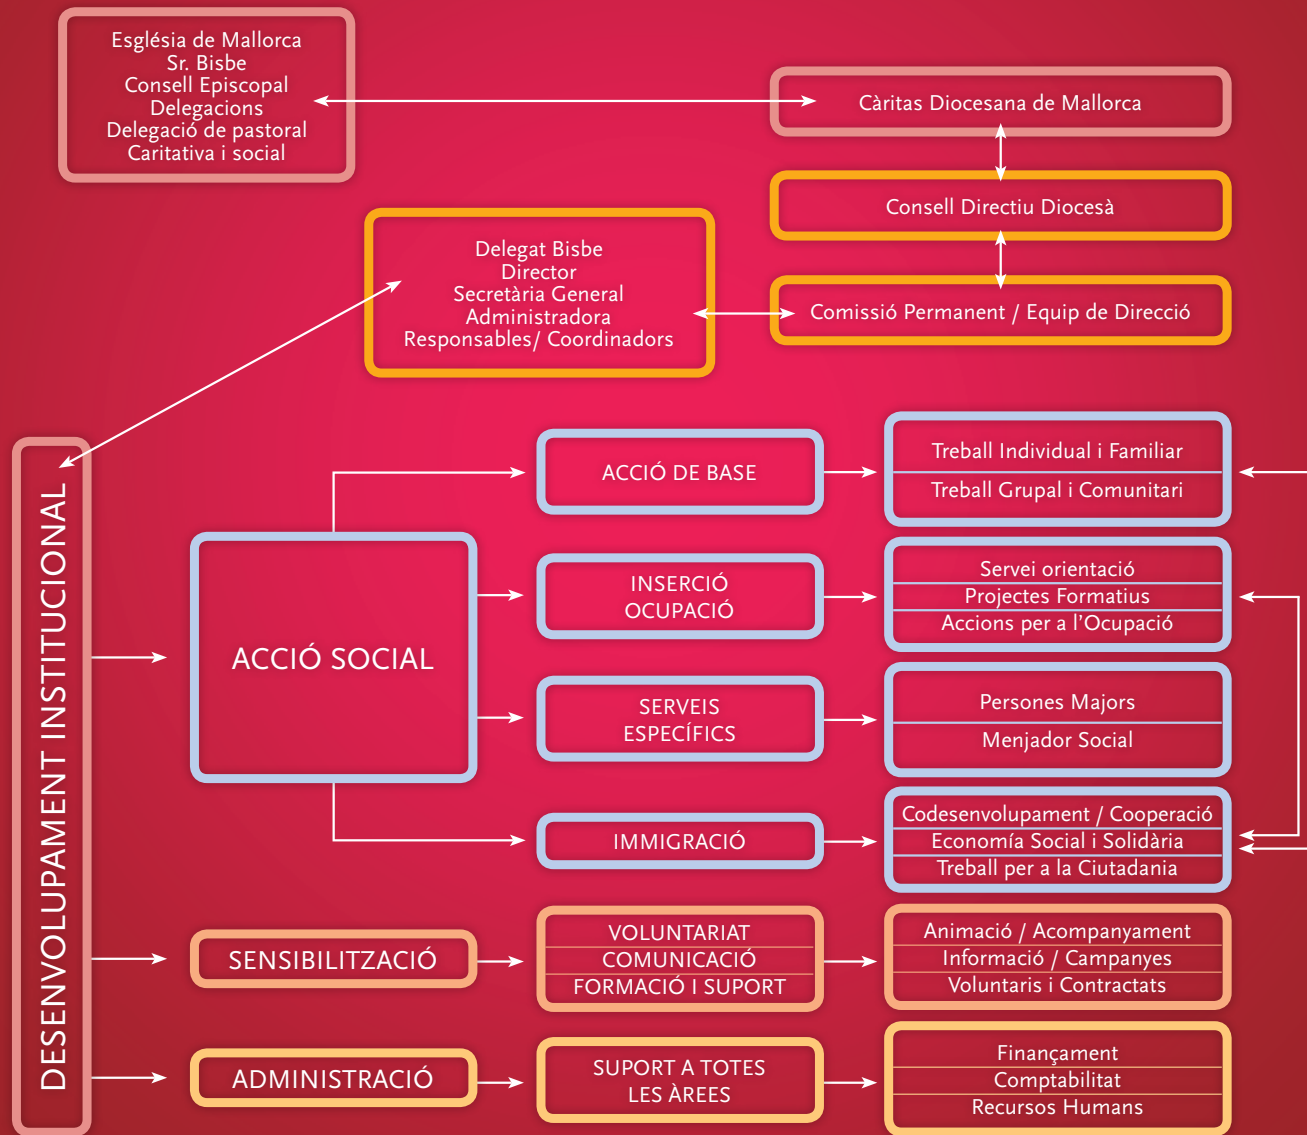 Església de Mallorca
Sr. Bisbe
Consell Episcopal
Delegacions
Delegació de pastoral
Caritativa i social
Càritas Diocesana de Mallorca
Consell Directiu Diocesà
Delegat Bisbe
Director
Secretària General
Administradora
Responsables/ Coordinadors
Comissió Permanent / Equip de Direcció
DESENVOLUPAMENT INSTITUCIONAL
ACCIÓ SOCIAL
ACCIÓ DE BASE
Treball Individual i Familiar
Treball Grupal i Comunitari
INSERCIÓ
OCUPACIÓ
Servei orientació
Projectes Formatius
Accions per a l'Ocupació
SERVEIS
ESPECÍFICS
Persones Majors
Menjador Social
IMMIGRACIÓ
Codesenvolupament / Cooperació
Economía Social i Solidària
Treball per a la Ciutadania
SENSIBILITZACIÓ
VOLUNTARIAT
COMUNICACIÓ
FORMACIÓ I SUPORT
Animació / Acompanyament
Informació / Campanyes
Voluntaris i Contractats
ADMINISTRACIÓ
SUPORT A TOTES
LES ÀREES
Finançament
Comptabilitat
Recursos Humans